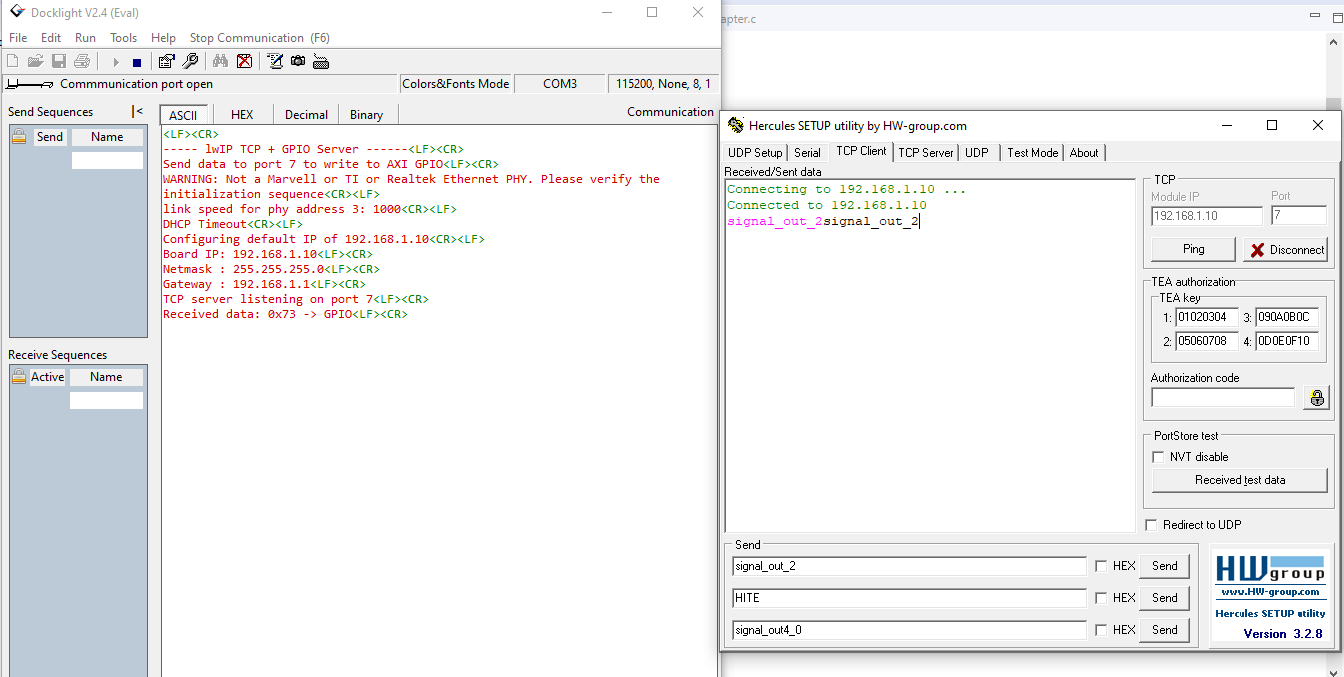 Docklight V2.4 (Eval)
File Edit Run Tools Help Stop Communication (F6)
Commmunication port open
Colors&Fonts Mode
COM3
115200, None, 8, 1
Send Sequences
Send Name
Receive Sequences
Active Name
ASCII HEX Decimal Binary
Communication
<LF><CR>
----- lwIP TCP + GPIO Server ------<LF><CR>
Send data to port 7 to write to AXI GPIO<LF><CR>
WARNING: Not a Marvell or TI or Realtek Ethernet PHY. Please verify the
initialization sequence<CR><LF>
link speed for phy address 3: 1000<CR><LF>
DHCP Timeout<CR><LF>
Configuring default IP of 192.168.1.10<CR><LF>
Board IP: 192.168.1.10<LF><CR>
Netmask : 255.255.255.0<LF><CR>
Gateway : 192.168.1.1<LF><CR>
TCP server listening on port 7<LF><CR>
Received data: 0x73 -> GPIO<LF><CR>
apter.c
Hercules SETUP utility by HW-group.com
UDP Setup Serial TCP Client TCP Server UDP Test Mode About
Received/Sent data
Connecting to 192.168.1.10 ...
Connected to 192.168.1.10
signal_out_2signal_out_2
TCP
Module IP Port
192.168.1.10 7
Ping Disconnect
TEA authorization
TEA key
1: 01020304 3: 090A0B0C
2: 05060708 4: 0D0E0F10
Authorization code
PortStore test
NVT disable
Received test data
Redirect to UDP
Send
signal_out_2 HEX Send
HITE HEX Send
signal_out4_0 HEX Send
HW group
www.HW-group.com
Hercules SETUP utility
Version 3.2.8